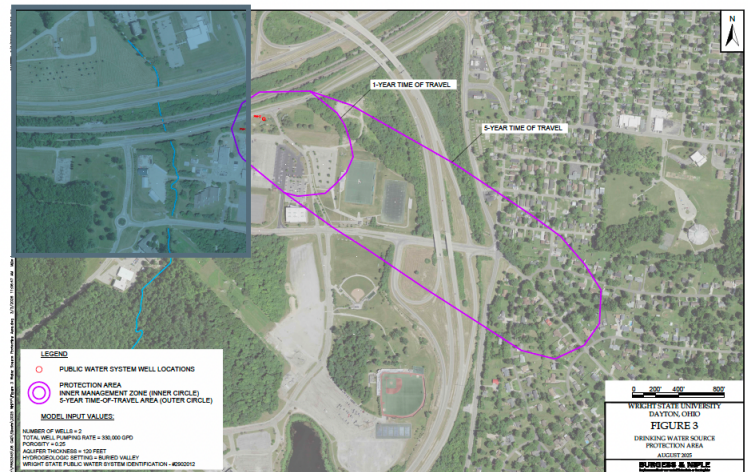 N
1-YEAR TIME OF TRAVEL
5-YEAR TIME OF TRAVEL
LEGEND
PUBLIC WATER SYSTEM WELL LOCATIONS
PROTECTION AREA
INNER MANAGEMENT ZONE (INNER CIRCLE)
5-YEAR TIME-OF-TRAVEL AREA (OUTER CIRCLE)
MODEL INPUT VALUES:
NUMBER OF WELLS = 2
TOTAL WELL PUMPING RATE = 330,000 GPD
POROSITY = 0.25
AQUIFER THICKNESS = 120 FEET
HYDROGEOLOGIC SETTING = BURIED VALLEY
WRIGHT STATE PUBLIC WATER SYSTEM IDENTIFICATION - #2902012
0 200' 400' 800'
WRIGHT STATE UNIVERSITY
DAYTON, OHIO
FIGURE 3
DRINKING WATER SOURCE
PROTECTION AREA
AUGUST 2025
BURGESS & NIPLE